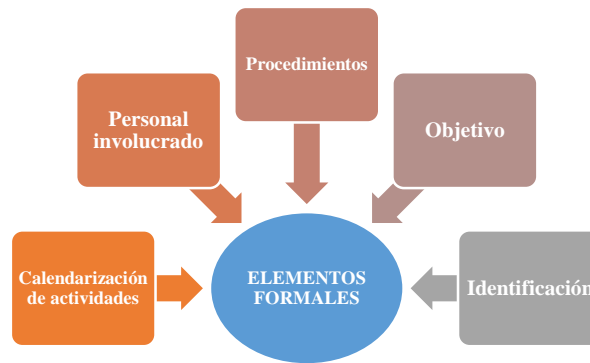 Procedimientos
Personal
involucrado
Objetivo
Calendarización
de actividades
ELEMENTOS
FORMALES
Identificación